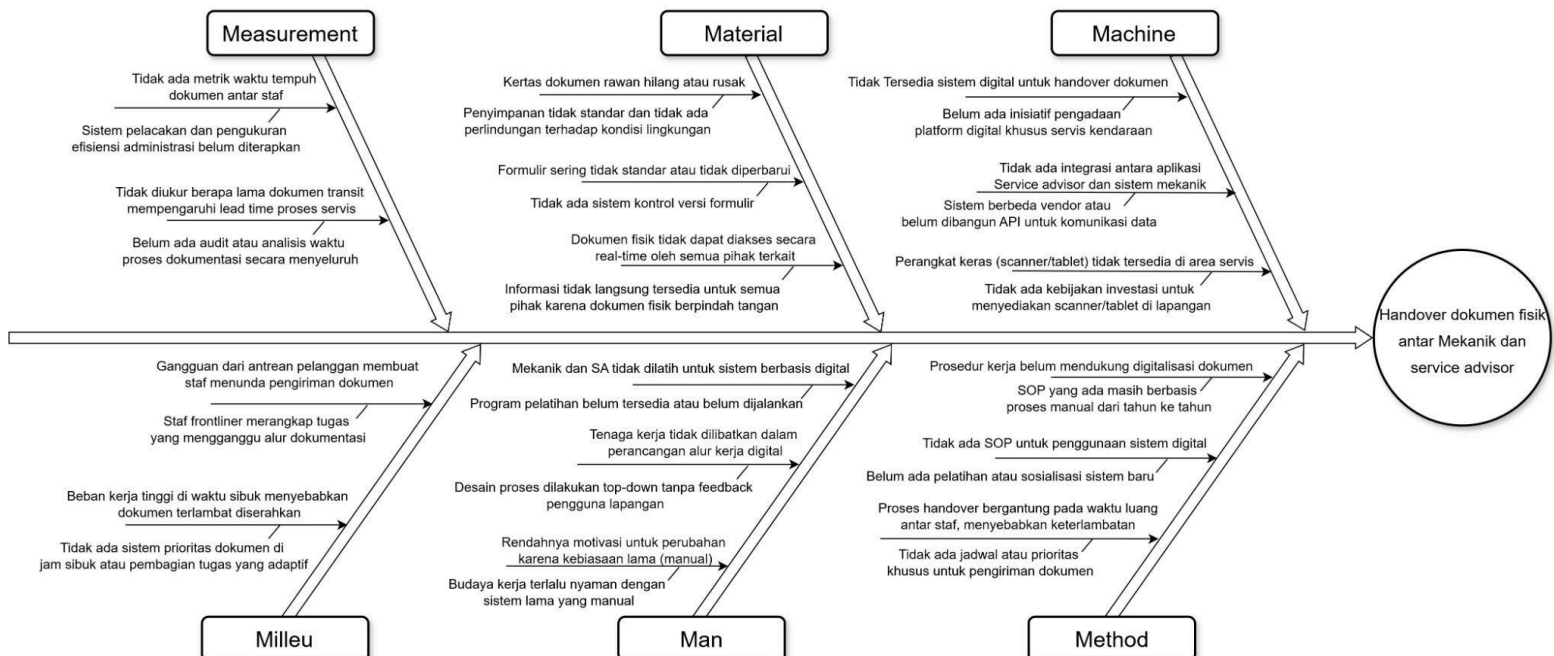 Measurement
Tidak ada metrik waktu tempuh
dokumen antar staf
Sistem pelacakan dan pengukuran
efisiensi administrasi belum diterapkan
Tidak diukur berapa lama dokumen transit
mempengaruhi lead time proses servis
Belum ada audit atau analisis waktu
proses dokumentasi secara menyeluruh
Material
Kertas dokumen rawan hilang atau rusak
Penyimpanan tidak standar dan tidak ada
perlindungan terhadap kondisi lingkungan
Formulir sering tidak standar atau tidak diperbarui
Tidak ada sistem kontrol versi formulir
Dokumen fisik tidak dapat diakses secara
real-time oleh semua pihak terkait
Informasi tidak langsung tersedia untuk semua
pihak karena dokumen fisik berpindah tangan
Machine
Tidak Tersedia sistem digital untuk handover dokumen
Belum ada inisiatif pengadaan
platform digital khusus servis kendaraan
Tidak ada integrasi antara aplikasi
Service advisor dan sistem mekanik
Sistem berbeda vendor atau
belum dibangun API untuk komunikasi data
Perangkat keras (scanner/tablet) tidak tersedia di area servis
Tidak ada kebijakan investasi untuk
menyediakan scanner/tablet di lapangan
Handover dokumen fisik
antar Mekanik dan
service advisor
Gangguan dari antrean pelanggan membuat
staf menunda pengiriman dokumen
Staf frontliner merangkap tugas
yang mengganggu alur dokumentasi
Beban kerja tinggi di waktu sibuk menyebabkan
dokumen terlambat diserahkan
Tidak ada sistem prioritas dokumen di
jam sibuk atau pembagian tugas yang adaptif
Milleu
Mekanik dan SA tidak dilatih untuk sistem berbasis digital
Program pelatihan belum tersedia atau belum dijalankan
Tenaga kerja tidak dilibatkan dalam
perancangan alur kerja digital
Desain proses dilakukan top-down tanpa feedback
pengguna lapangan
Rendahnya motivasi untuk perubahan
karena kebiasaan lama (manual)
Budaya kerja terlalu nyaman dengan
sistem lama yang manual
Man
Prosedur kerja belum mendukung digitalisasi dokumen
SOP yang ada masih berbasis
proses manual dari tahun ke tahun
Tidak ada SOP untuk penggunaan sistem digital
Belum ada pelatihan atau sosialisasi sistem baru
Proses handover bergantung pada waktu luang
antar staf, menyebabkan keterlambatan
Tidak ada jadwal atau prioritas
khusus untuk pengiriman dokumen
Method